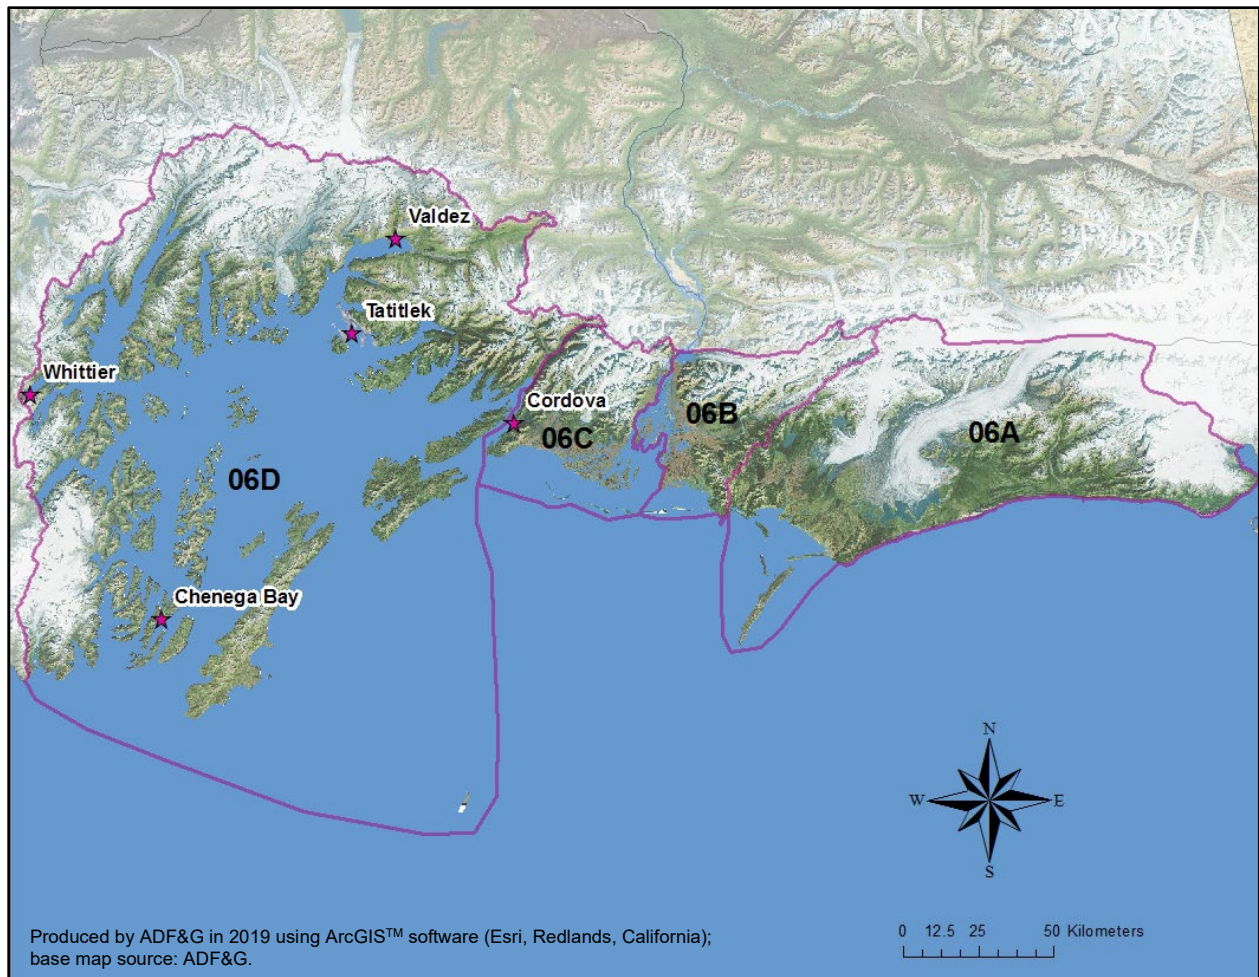 Valdez
Tatitlek
Whittier
Cordova
06C
06B
06A
06D
Chenega Bay
N
W E
S
Produced by ADF&G in 2019 using ArcGIS™ software (Esri, Redlands, California);
base map source: ADF&G.
0 12.5 25 50 Kilometers